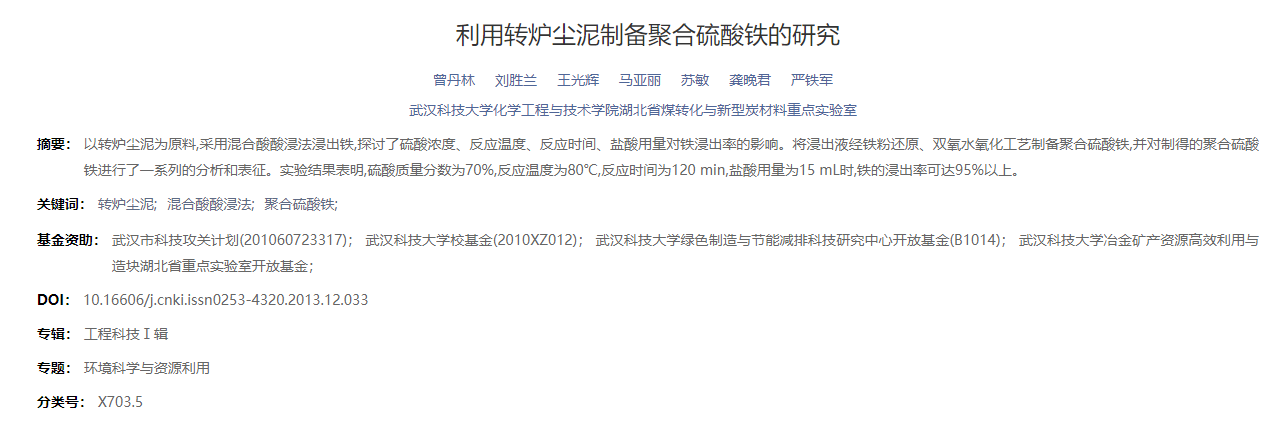 利用转炉尘泥制备聚合硫酸铁的研究
曾丹林 刘胜兰 王光辉 马亚丽 苏敏 龚晚君 严铁军
武汉科技大学化学工程与技术学院湖北省煤转化与新型炭材料重点实验室
摘要： 以转炉尘泥为原料,采用混合酸酸浸法浸出铁,探讨了硫酸浓度、反应温度、反应时间、盐酸用量对铁浸出率的影响。将浸出液经铁粉还原、双氧水氧化工艺制备聚合硫酸铁,并对制得的聚合硫酸
铁进行了一系列的分析和表征。实验结果表明,硫酸质量分数为70%,反应温度为80℃,反应时间为120 min,盐酸用量为15 mL时,铁的浸出率可达95%以上。
关键词： 转炉尘泥; 混合酸酸浸法; 聚合硫酸铁;
基金资助： 武汉市科技攻关计划(201060723317)； 武汉科技大学校基金(2010XZ012)； 武汉科技大学绿色制造与节能减排科技研究中心开放基金(B1014)； 武汉科技大学冶金矿产资源高效利用与
造块湖北省重点实验室开放基金；
DOI： 10.16606/j.cnki.issn0253-4320.2013.12.033
专辑： 工程科技Ⅰ辑
专题： 环境科学与资源利用
分类号： X703.5